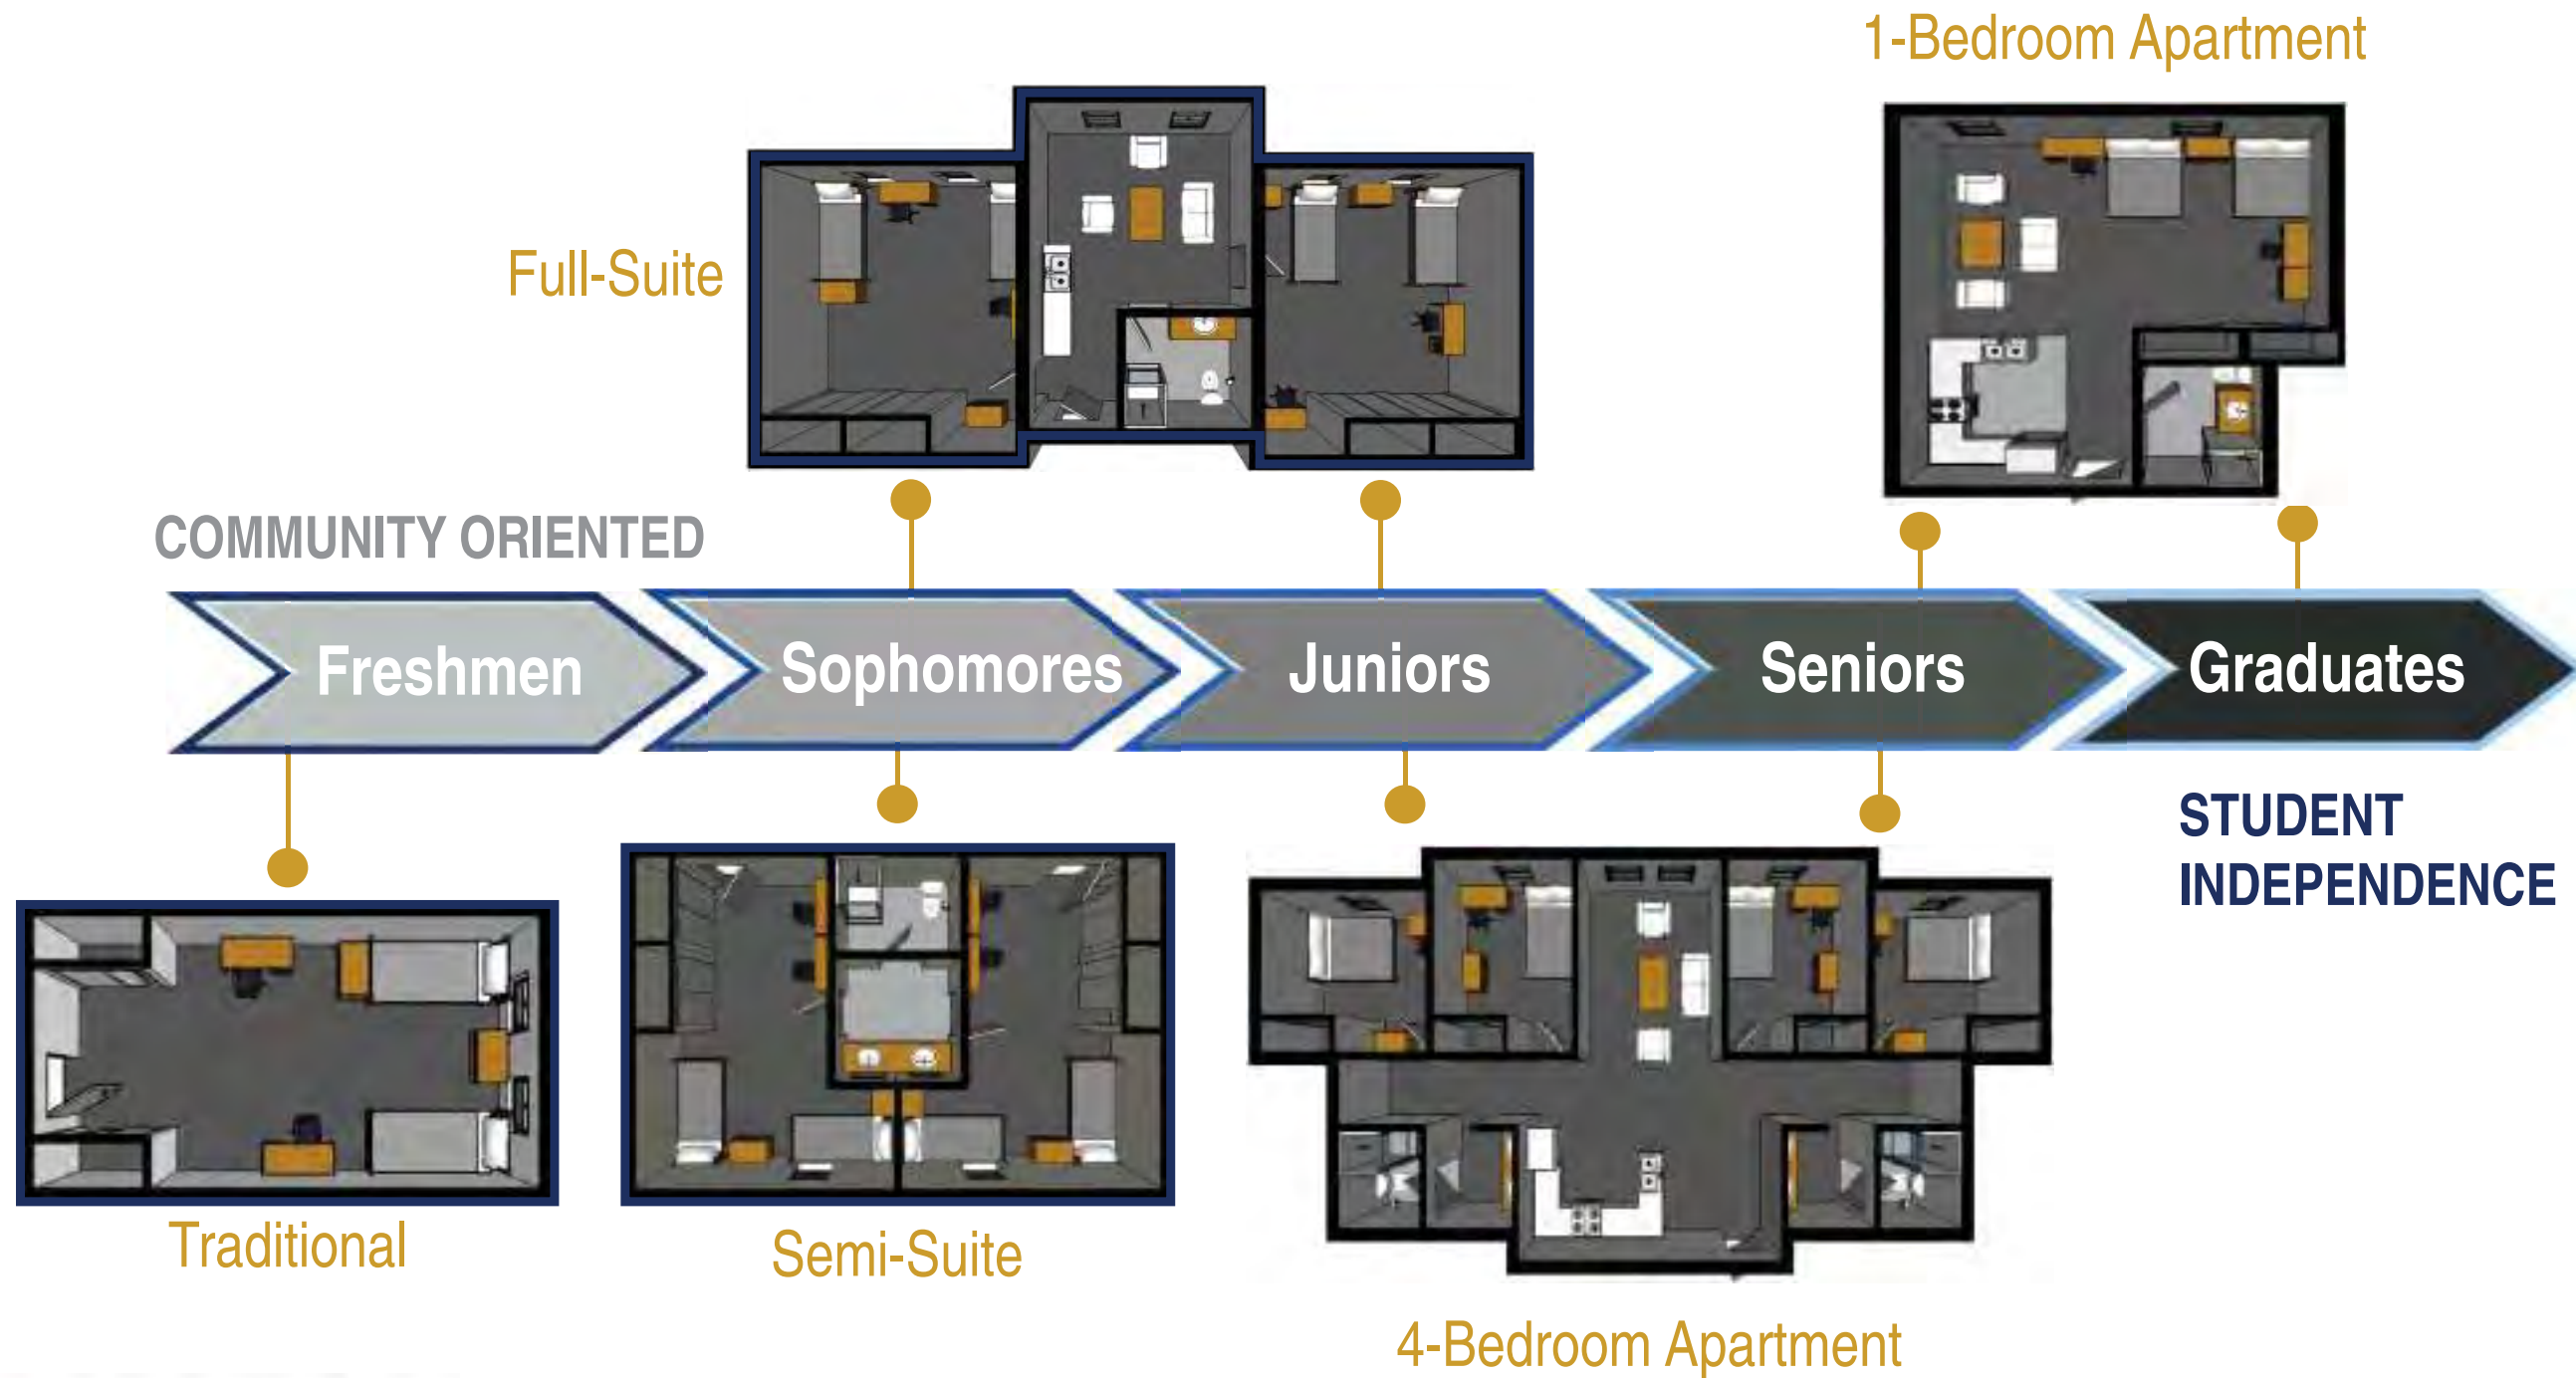 1-Bedroom Apartment
Full-Suite
COMMUNITY ORIENTED
Freshmen
Sophomores
Juniors
Seniors
Graduates
STUDENT
INDEPENDENCE
Traditional
Semi-Suite
4-Bedroom Apartment